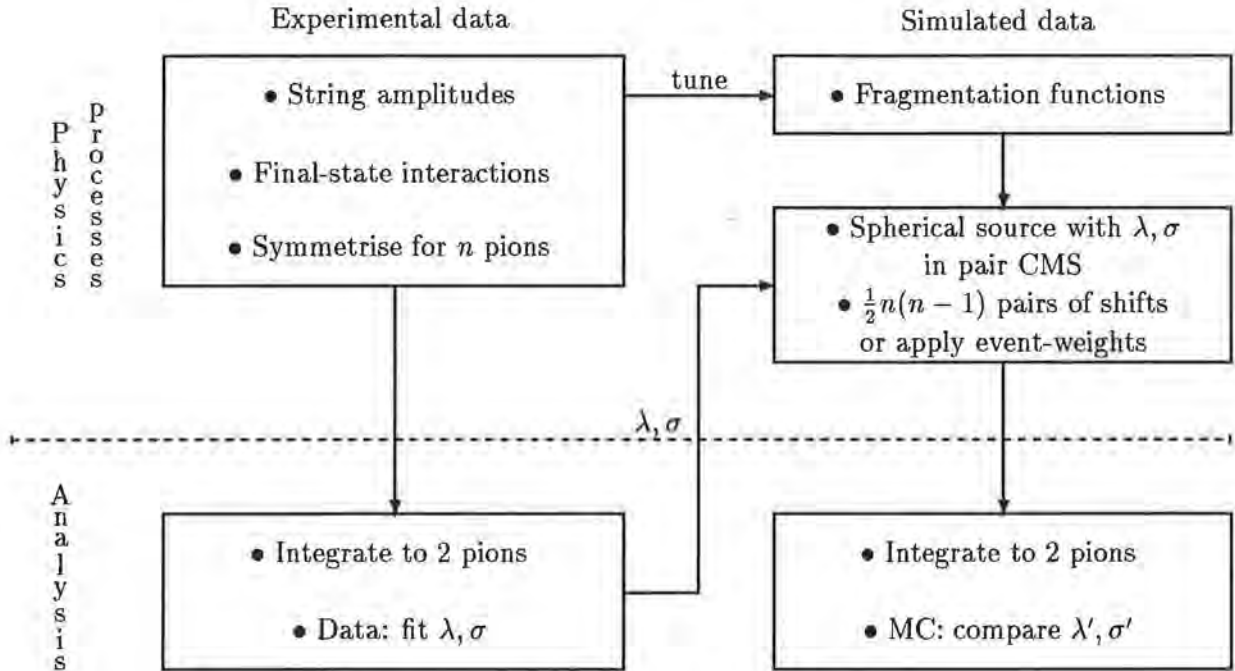 Experimental data
Simulated data
Physics
processes
• String amplitudes
• Final-state interactions
• Symmetrise for n pions
tune
• Fragmentation functions
• Spherical source with λ, σ
in pair CMS
• ½n(n − 1) pairs of shifts
or apply event-weights
λ, σ
Analysis
• Integrate to 2 pions
• Data: fit λ, σ
• Integrate to 2 pions
• MC: compare λ′, σ′